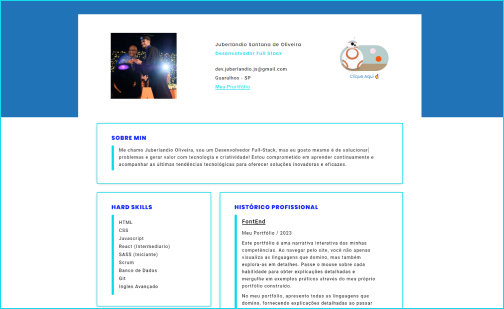 Juberlandio Santana de Oliveira
Desenvolvedor Full Stack
dev.juberlandio.js@gmail.com
Guarulhos - SP
Meu Portfólio
Clique Aqui
SOBRE MIN
Me chamo Juberlandio Oliveira, sou um Desenvolvedor Full-Stack, mas eu gosto mesmo é de solucionar
problemas e gerar valor com tecnologia e criatividade! Estou comprometido em aprender continuamente e
acompanhar as últimas tendências tecnológicas para oferecer soluções inovadoras e eficazes.
HARD SKILLS
HTML
CSS
Javascript
React (Intermediario)
SASS (Iniciante)
Scrum
Banco de Dados
Git
Ingles Avançado
HISTÓRICO PROFISSIONAL
FontEnd
Meu Portfólio / 2023
Este portfólio é uma narrativa interativa das minhas
competências. Ao navegar pelo site, você não apenas
visualiza as linguagens que domino, mas também
explora-as em detalhes. Passe o mouse sobre cada
habilidade para obter explicações detalhadas e
mergulhe em exemplos práticos através do meu próprio
portfólio construído.
No meu portfólio, apresento todas as linguagens que
domino, fornecendo explicações detalhadas ao passar